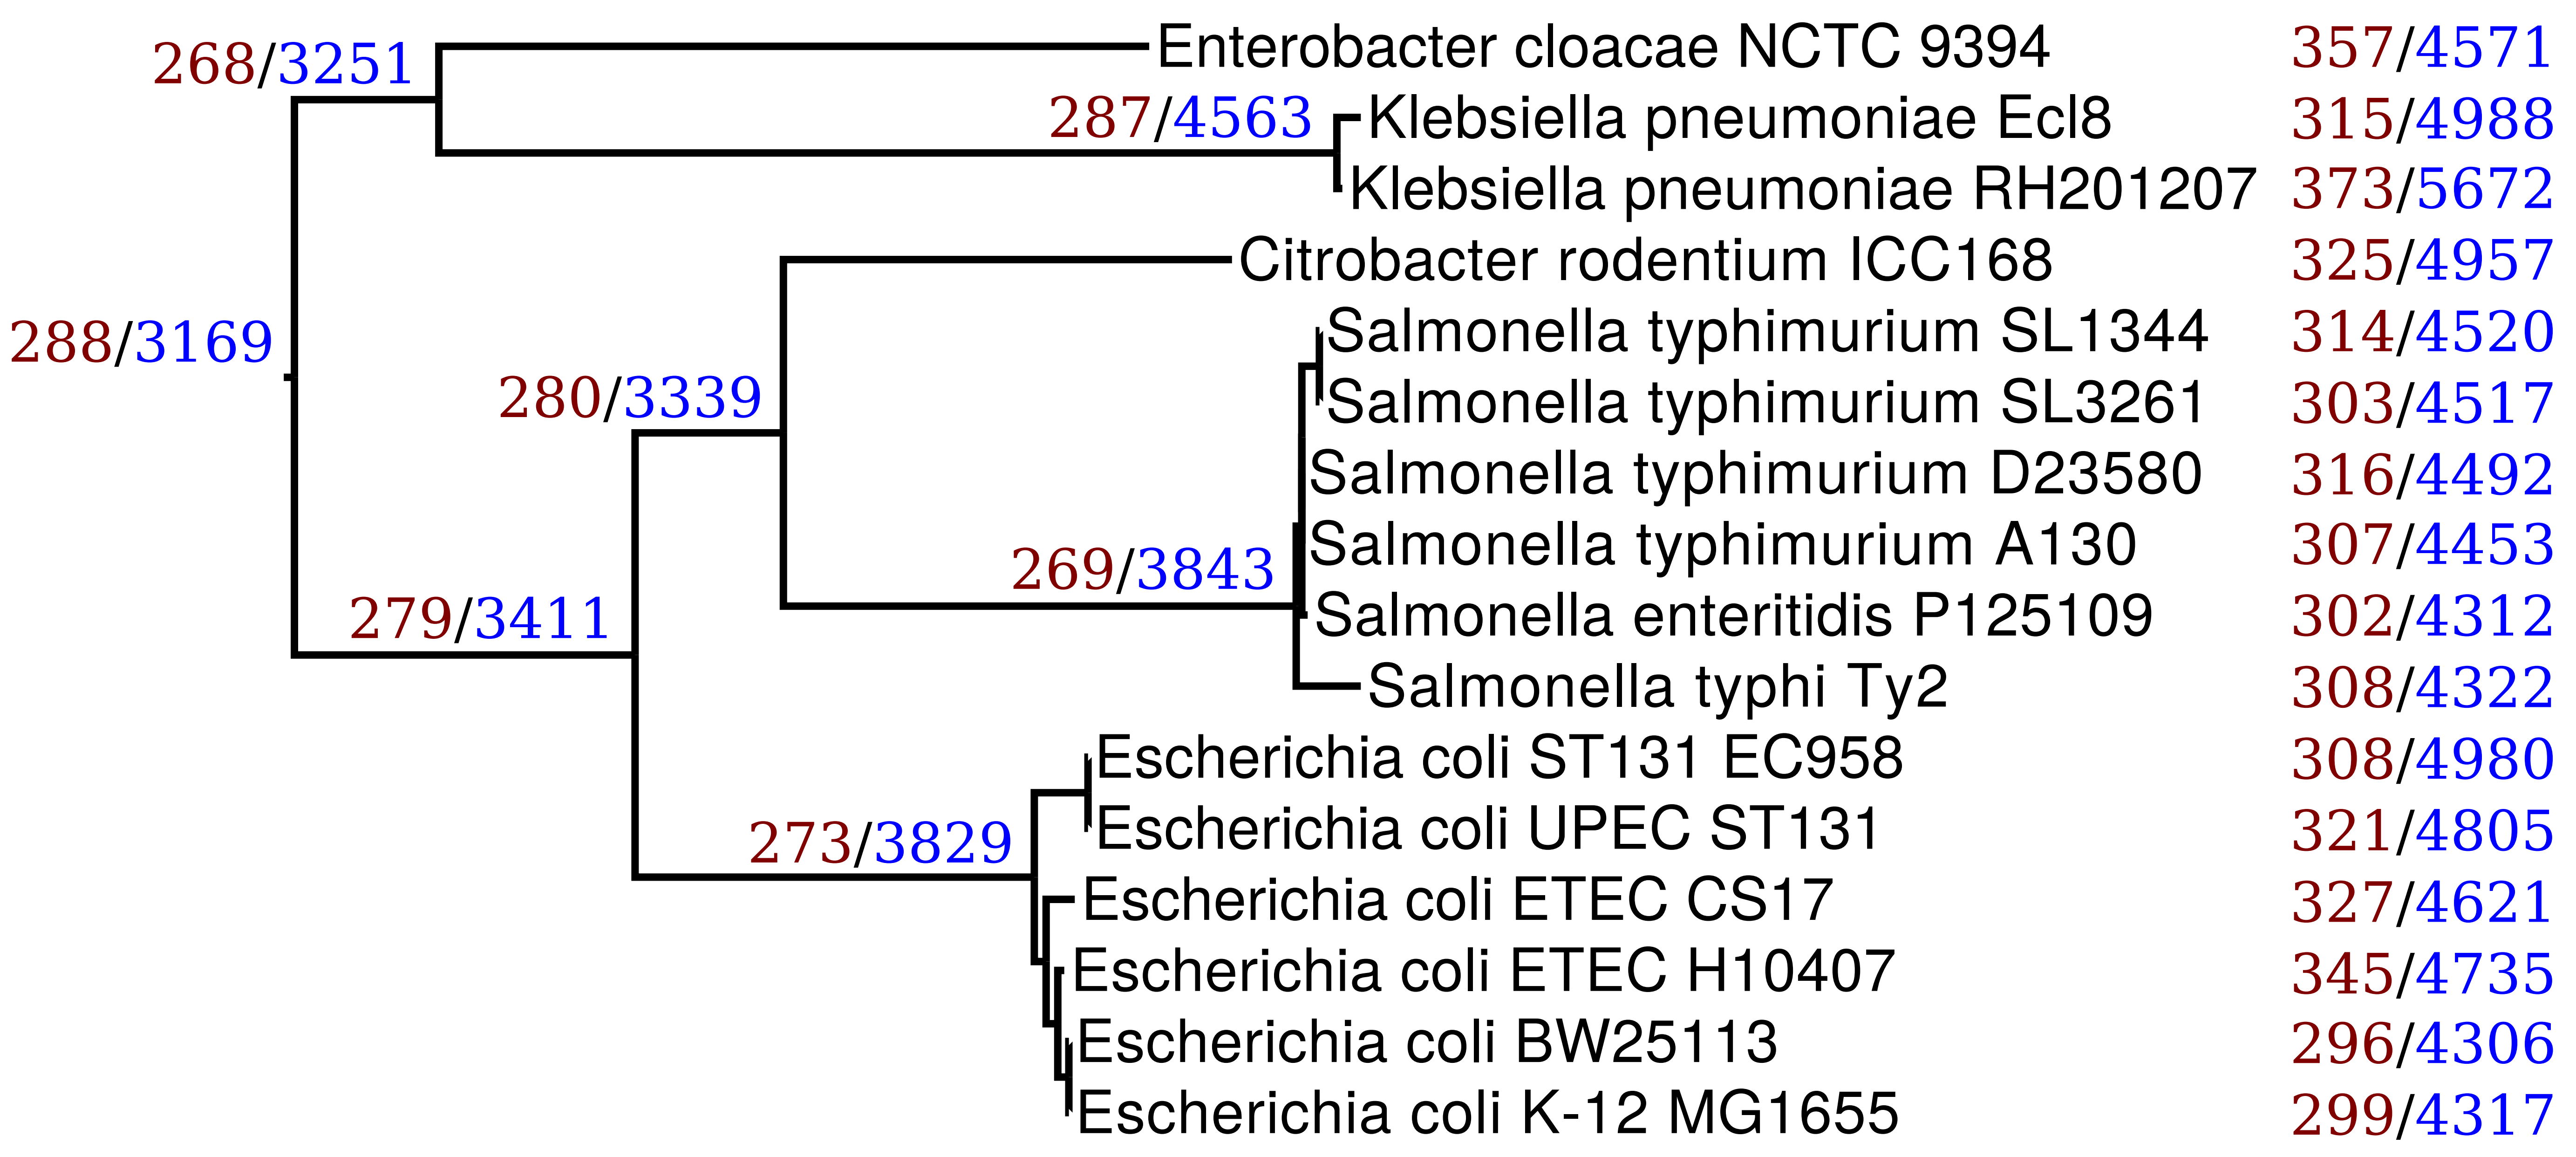 Enterobacter cloacae NCTC 9394 357/4571
268/3251
287/4563
Klebsiella pneumoniae Ecl8 315/4988
Klebsiella pneumoniae RH201207 373/5672
Citrobacter rodentium ICC168 325/4957
Salmonella typhimurium SL1344 314/4520
288/3169
280/3339
Salmonella typhimurium SL3261 303/4517
Salmonella typhimurium D23580 316/4492
Salmonella typhimurium A130 307/4453
269/3843
279/3411
Salmonella enteritidis P125109 302/4312
Salmonella typhi Ty2 308/4322
Escherichia coli ST131 EC958 308/4980
Escherichia coli UPEC ST131 321/4805
273/3829
Escherichia coli ETEC CS17 327/4621
Escherichia coli ETEC H10407 345/4735
Escherichia coli BW25113 296/4306
Escherichia coli K-12 MG1655 299/4317